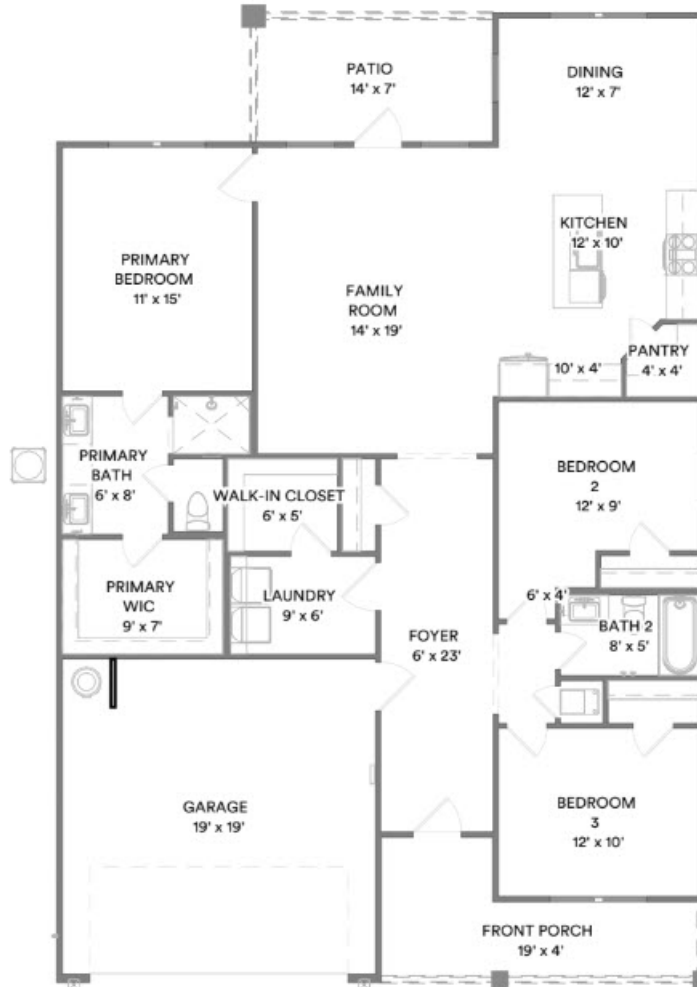 PATIO
14' x 7'
DINING
12' x 7'
KITCHEN
12' x 10'
PRIMARY
BEDROOM
11' x 15'
FAMILY
ROOM
14' x 19'
PANTRY
4' x 4'
10' x 4'
PRIMARY
BATH
6' x 8'
WALK-IN CLOSET
6' x 5'
BEDROOM
2
12' x 9'
PRIMARY
WIC
9' x 7'
LAUNDRY
9' x 6'
6' x 4'
BATH 2
8' x 5'
FOYER
6' x 23'
GARAGE
19' x 19'
BEDROOM
3
12' x 10'
FRONT PORCH
19' x 4'